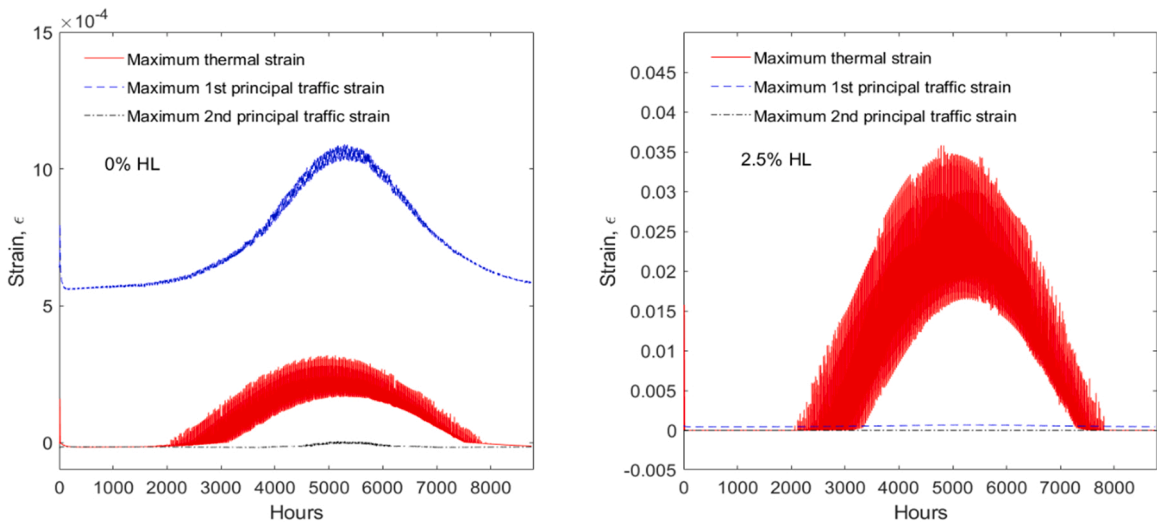 ×10-4
15
10
5
0
Strain, ϵ
Maximum thermal strain
Maximum 1st principal traffic strain
Maximum 2nd principal traffic strain
0% HL
0 1000 2000 3000 4000 5000 6000 7000 8000
Hours
0.045
0.04
0.035
0.03
0.025
0.02
0.015
0.01
0.005
0
-0.005
Strain, ϵ
Maximum thermal strain
Maximum 1st principal traffic strain
Maximum 2nd principal traffic strain
2.5% HL
0 1000 2000 3000 4000 5000 6000 7000 8000
Hours